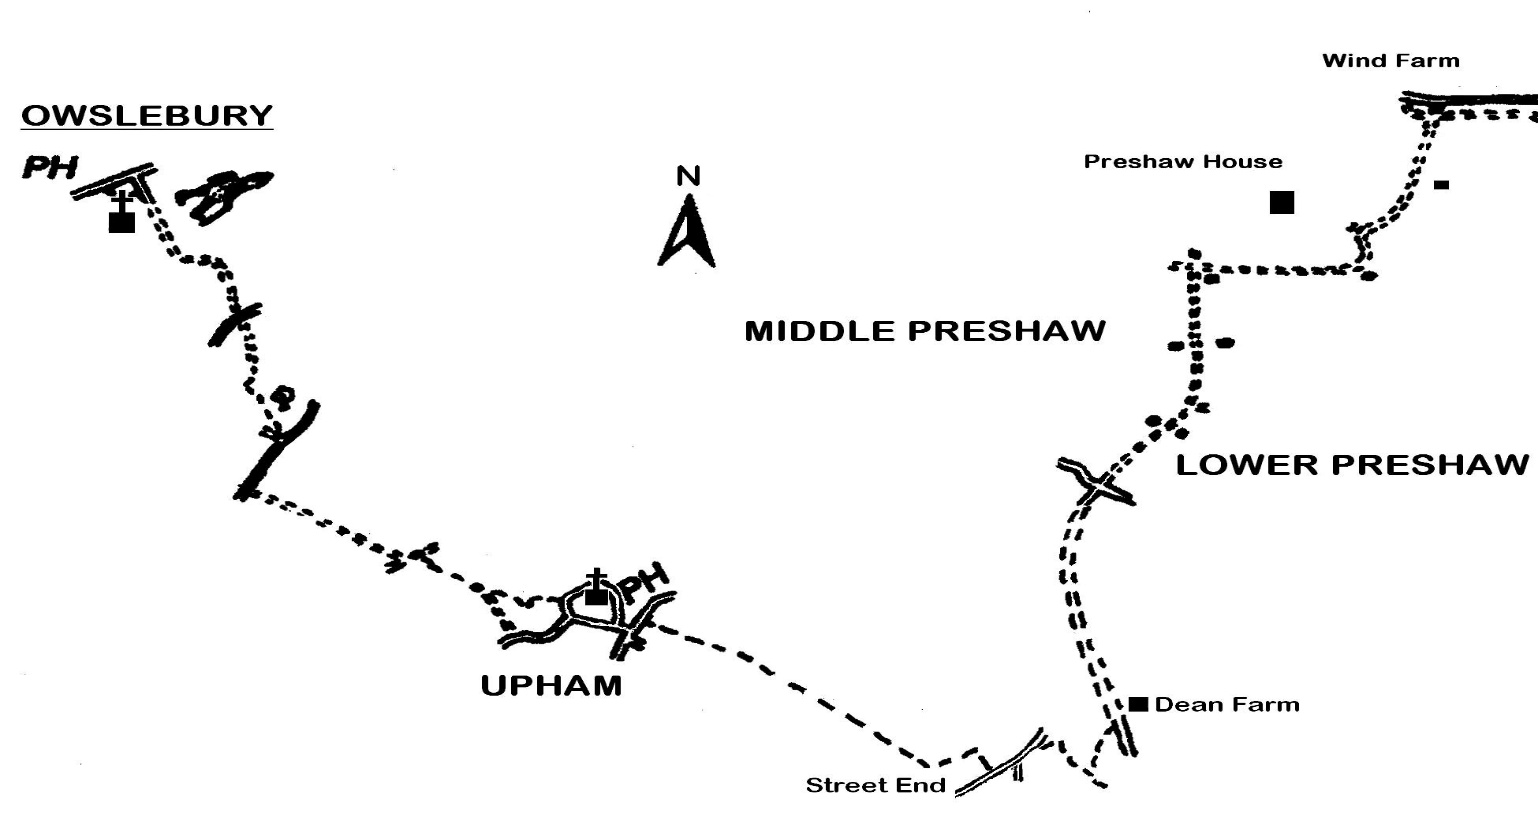 Wind Farm
OWSLEBURY
PH
Preshaw House
N
MIDDLE PRESHAW
LOWER PRESHAW
PH
UPHAM
Dean Farm
Street End